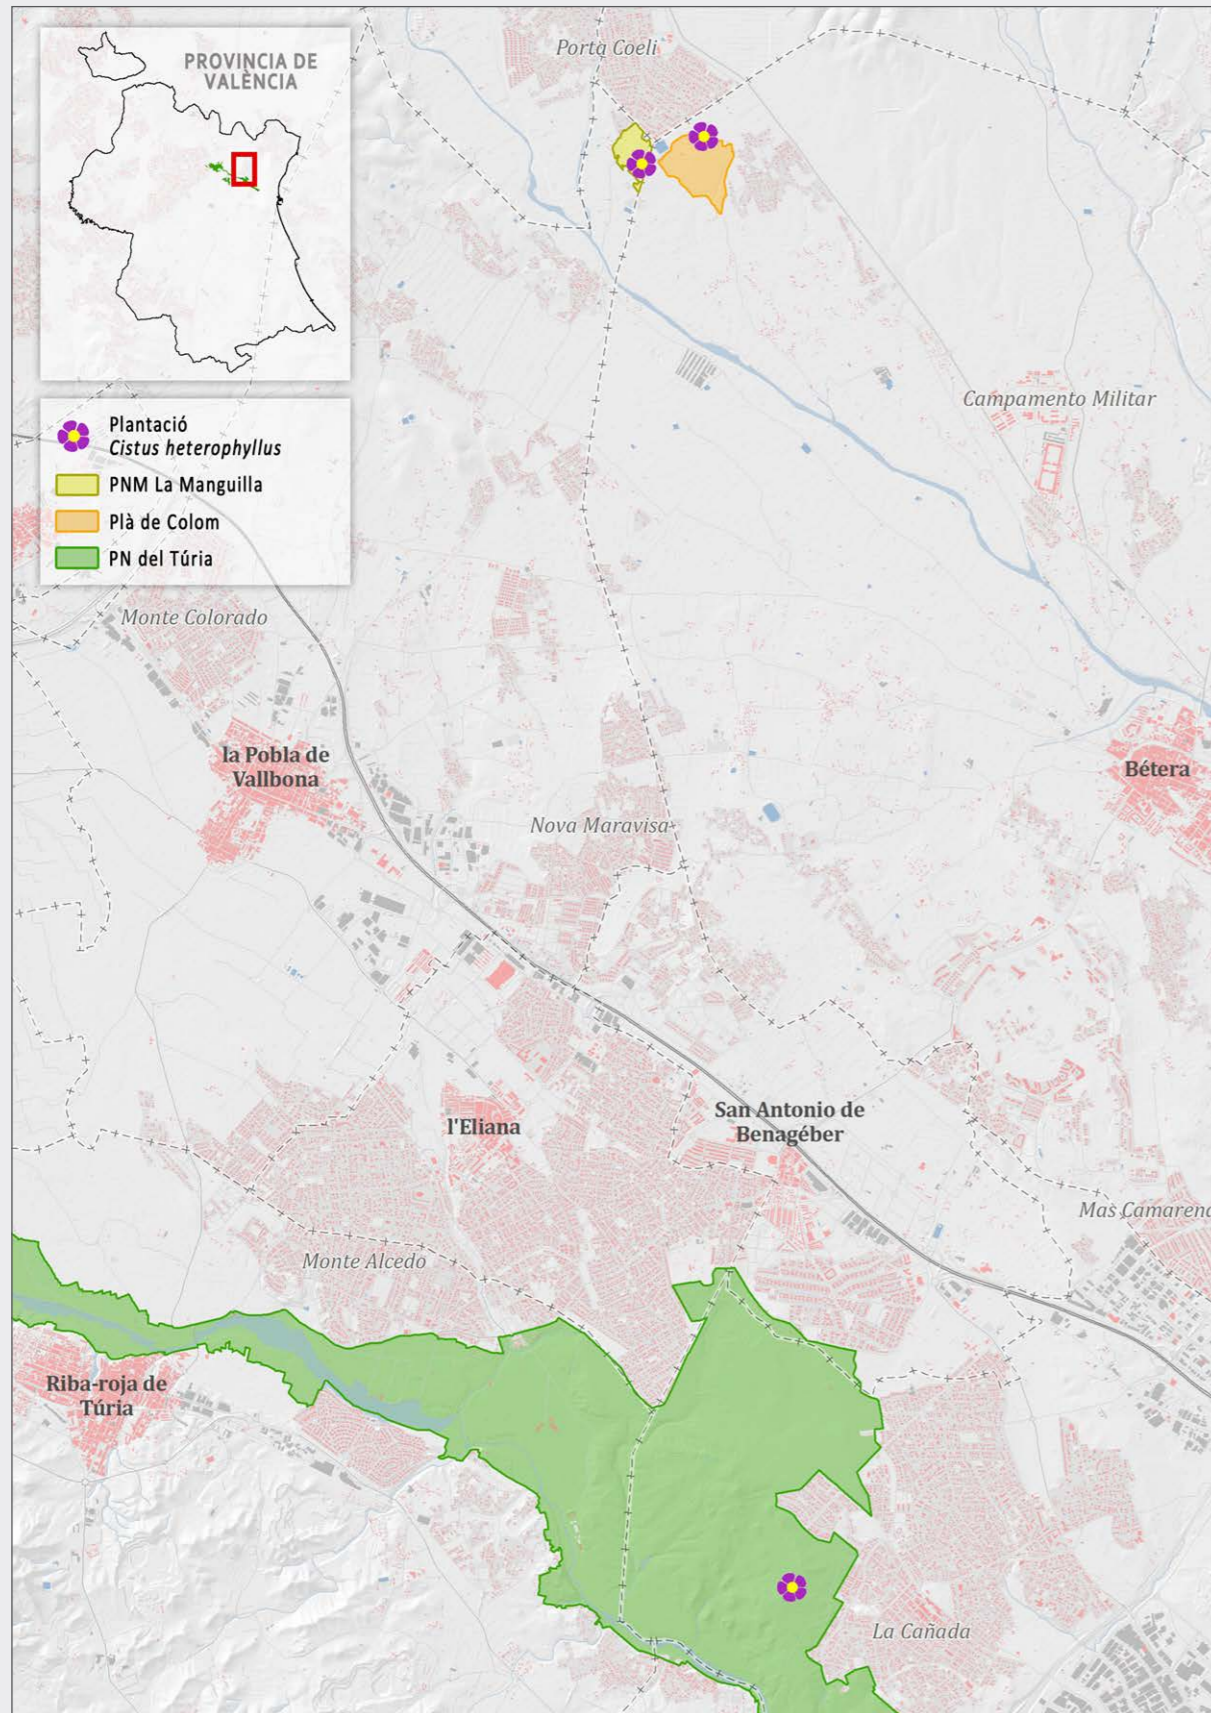 PROVINCIA DE
VALÈNCIA
Plantació
Cistus heterophyllus
PNM La Manguilla
Plà de Colom
PN del Túria
Porta Coeli
Campamento Militar
Monte Colorado
la Pobla de
Vallbona
Bétera
Nova Maravisa
l'Eliana
San Antonio de
Benagéber
Mas Camarena
Monte Alcedo
Riba-roja de
Túria
La Cañada